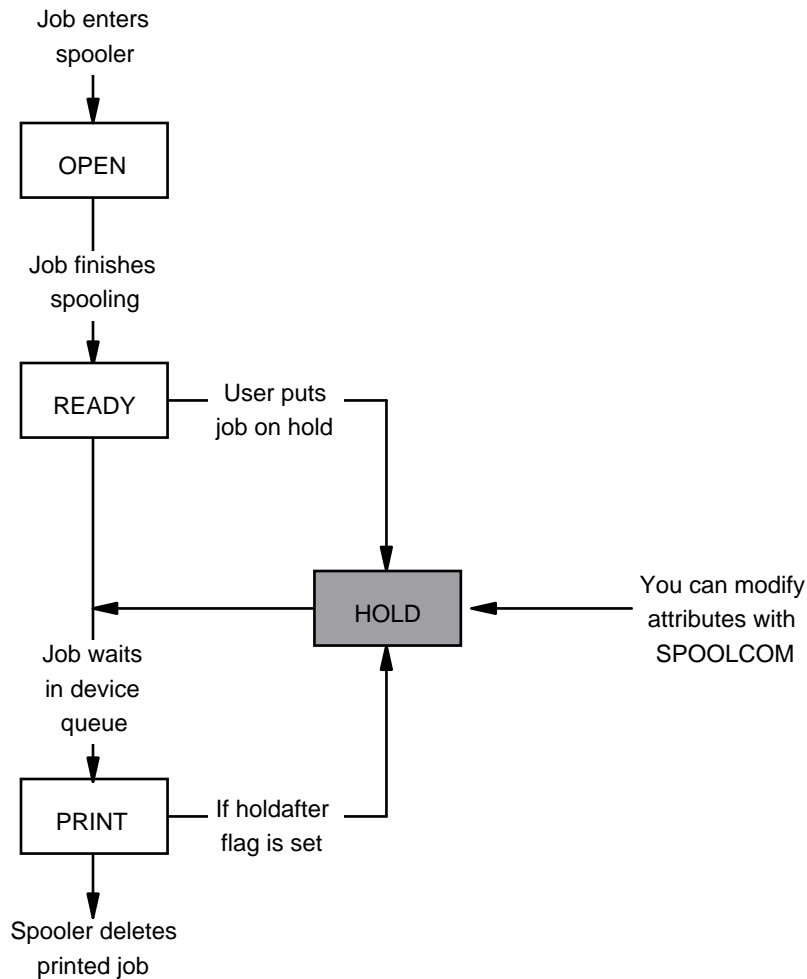 Job enters
spooler
OPEN
Job finishes
spooling
READY
User puts
job on hold
HOLD
You can modify
attributes with
SPOOLCOM
Job waits
in device
queue
PRINT
If holdafter
flag is set
Spooler deletes
printed job